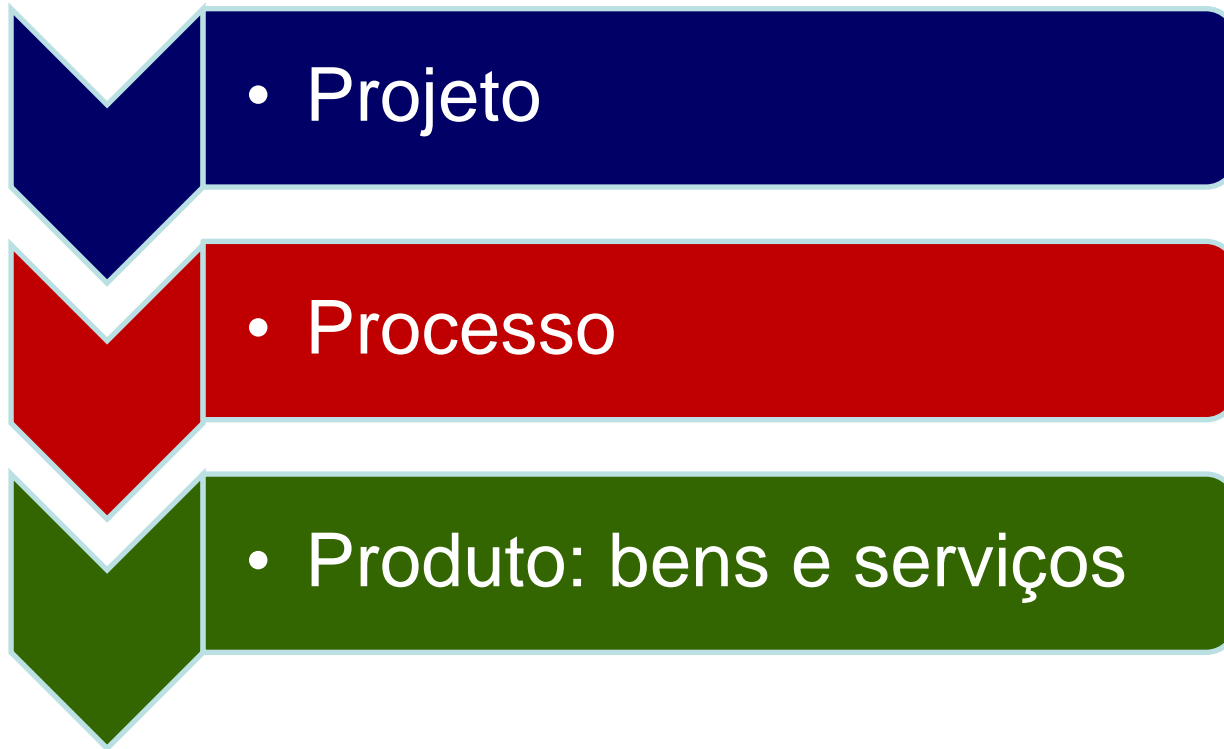 • Projeto
• Processo
• Produto: bens e serviços